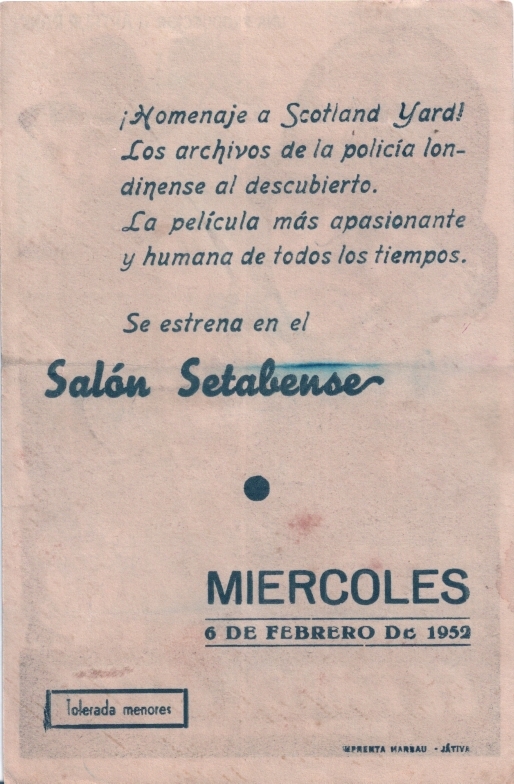 ¡Homenaje a Scotland Yard!
Los archivos de la policía lon-
dinense al descubierto.
La película más apasionante
y humana de todos los tiempos.
Se estrena en el
Salón Setabense
MIERCOLES
6 DE FEBRERO DE 1952
Tolerada menores
IMPRENTA MARBAU - JÁTIVA